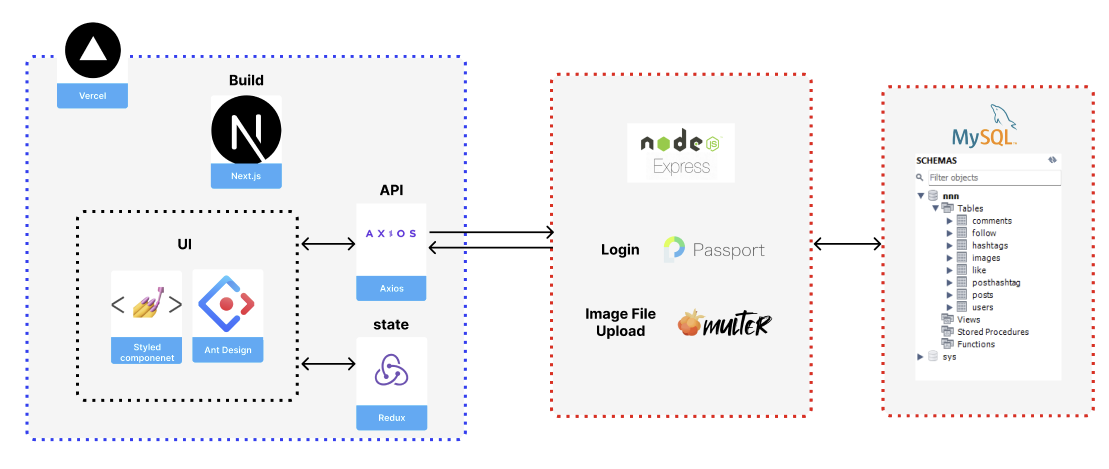 Vercel
Build
N
Next.js
UI
< >
Styled
componenet
Ant Design
API
AXIOS
Axios
state
Redux
node
JS
Express
Login
Passport
Image File
Upload
MULTER
MySQL™
SCHEMAS
Filter objects
nnn
Tables
comments
follow
hashtags
images
like
posthashtag
posts
users
Views
Stored Procedures
Functions
sys